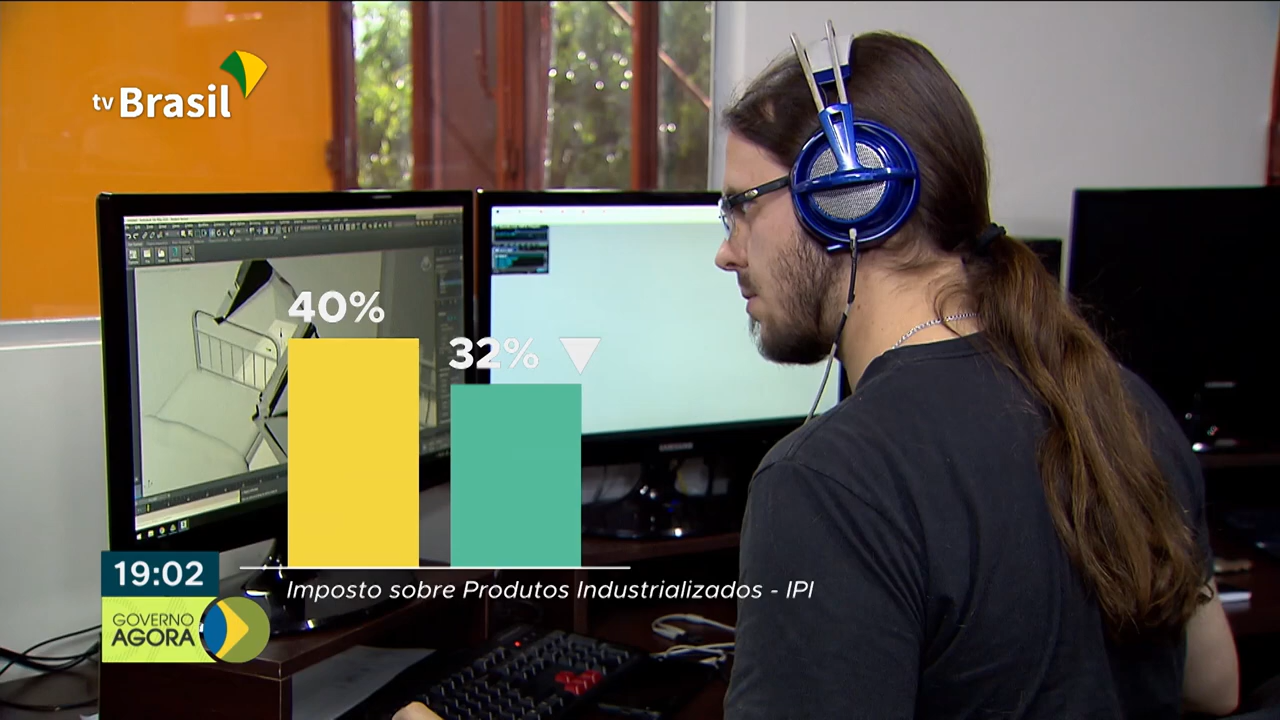 tv Brasil
40%
32%
19:02
Imposto sobre Produtos Industrializados - IPI
GOVERNO
AGORA